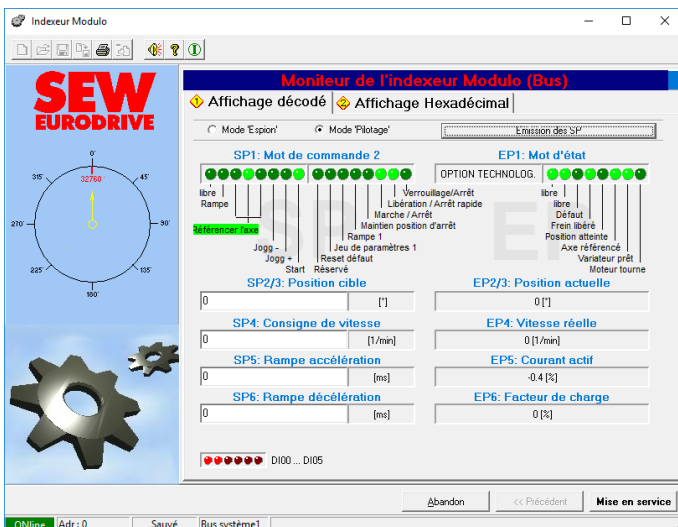 Indexeur Modulo
SEW
EURODRIVE
0'
32760
45'
90'
135'
180'
225'
270'
315'
Moniteur de l'indexeur Modulo (Bus)
1 Affichage décodé
2 Affichage Hexadécimal
Mode 'Espion'
Mode 'Pilotage'
Emission des SP
SP
EP
SP1: Mot de commande 2
libre
Rampe
Référencer l'axe
Jogg -
Jogg +
Start
Verrouillage/Arrêt
Libération / Arrêt rapide
Marche / Arrêt
Maintien position d'arrêt
Rampe 1
Jeu de paramètres 1
Reset défaut
Réservé
EP1: Mot d'état
OPTION TECHNOLOG.
libre
libre
Défaut
Frein libéré
Position atteinte
Axe référencé
Variateur prêt
Moteur tourne
SP2/3: Position cible
0 [°]
EP2/3: Position actuelle
0 [°]
SP4: Consigne de vitesse
0 [1/min]
EP4: Vitesse réelle
0 [1/min]
SP5: Rampe accélération
0 [ms]
EP5: Courant actif
-0.4 [%]
SP6: Rampe décélération
0 [ms]
EP6: Facteur de charge
0 [%]
DI00 ... DI05
Abandon
<< Précédent
Mise en service
ONline
Adr : 0
Sauvé
Bus système1